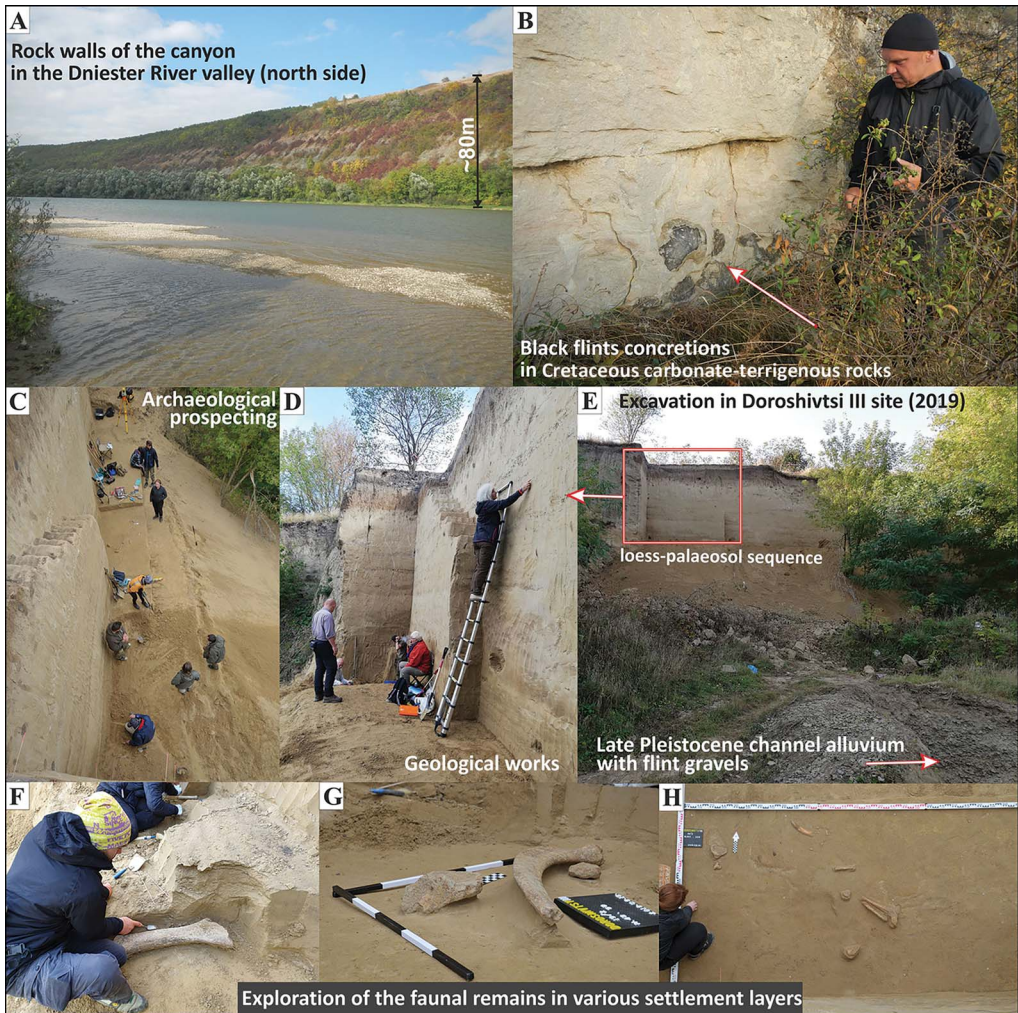 A
Rock walls of the canyon
in the Dniester River valley (north side)
~80m
B
Black flints concretions
in Cretaceous carbonate-terrigenous rocks
C
Archaeological
prospecting
D
Geological works
E
Excavation in Doroshivtsi III site (2019)
loess-palaeosol sequence
Late Pleistocene channel alluvium
with flint gravels
F
G
H
Exploration of the faunal remains in various settlement layers